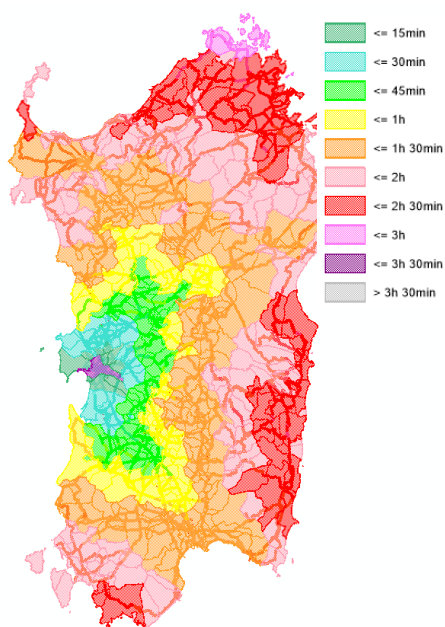 <= 15min
<= 30min
<= 45min
<= 1h
<= 1h 30min
<= 2h
<= 2h 30min
<= 3h
<= 3h 30min
> 3h 30min